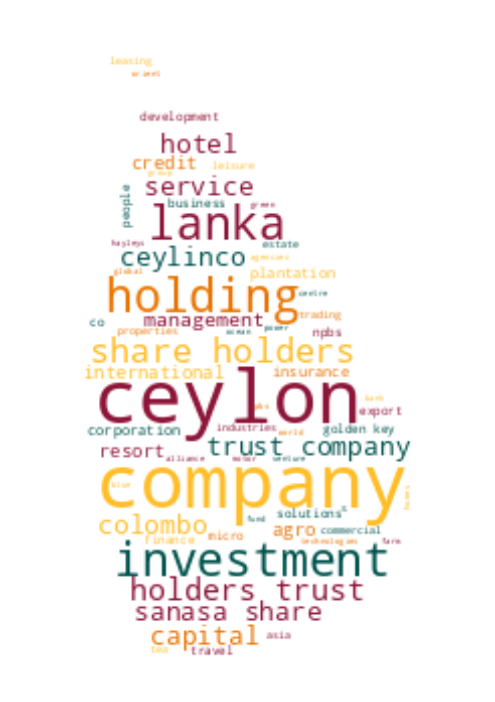 leasing
orient
development
hotel
credit leisure
group
service
people business green
lanka
hayleys estate
ceylinco agencies
global plantation
holding centre
co management trading
properties ocean power npbs
share holders
international insurance
ceylon bank
export
corporation industries world golden key
resort trust company
alliance motor venture
company
blue
colombo fund solutions
agro commercial
finance micro technologies farm
investment
holders trust
sanasa share
capital asia
tea travel